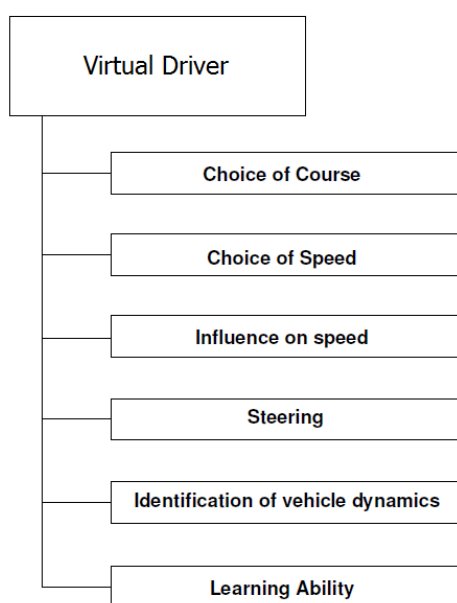 Virtual Driver
Choice of Course
Choice of Speed
Influence on speed
Steering
Identification of vehicle dynamics
Learning Ability